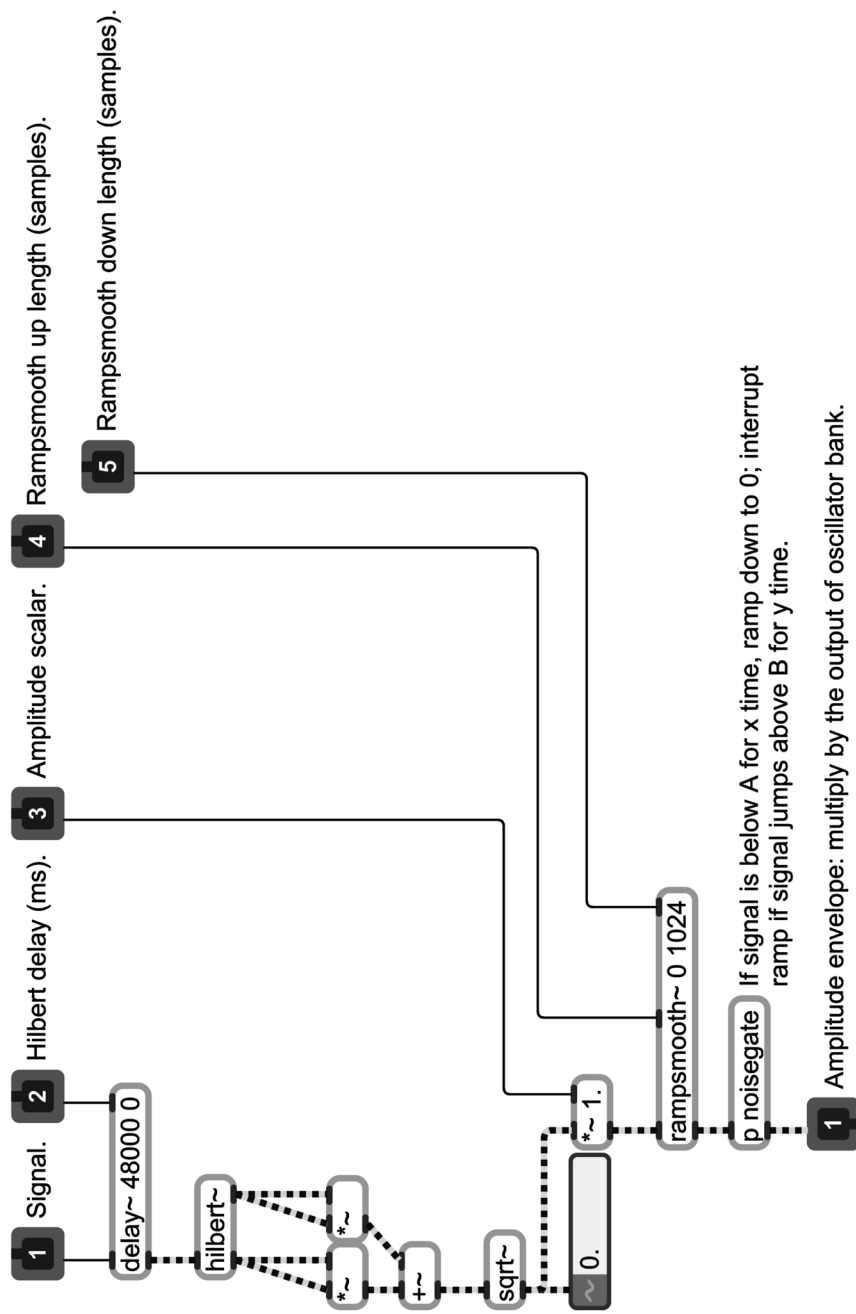 1 Signal.
2 Hilbert delay (ms).
3 Amplitude scalar.
4 Rampsmooth up length (samples).
5 Rampsmooth down length (samples).
delay~ 48000 0
hilbert~
*~ *~
+~
sqrt~
~ 0.
*~ 1.
rampsmooth~ 0 1024
p noisegate
If signal is below A for x time, ramp down to 0; interrupt
ramp if signal jumps above B for y time.
1 Amplitude envelope: multiply by the output of oscillator bank.